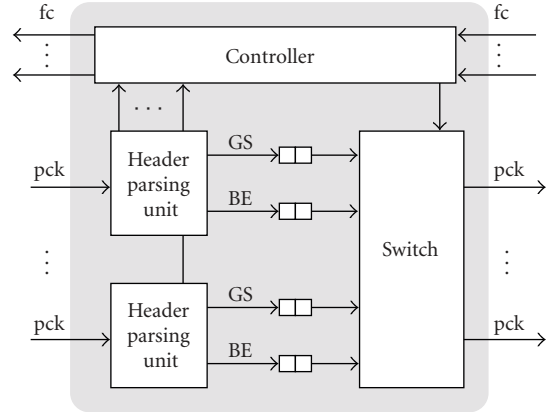 fc
fc
Controller
...
pck
Header
parsing
unit
GS
BE
Switch
pck
pck
Header
parsing
unit
GS
BE
pck